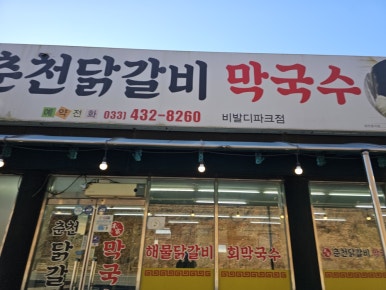 춘천닭갈비 막국수
예약전화 033) 432-8260 비발디파크점
춘천 닭갈
막국
해물닭갈비
회막국수
춘천닭갈비 막국